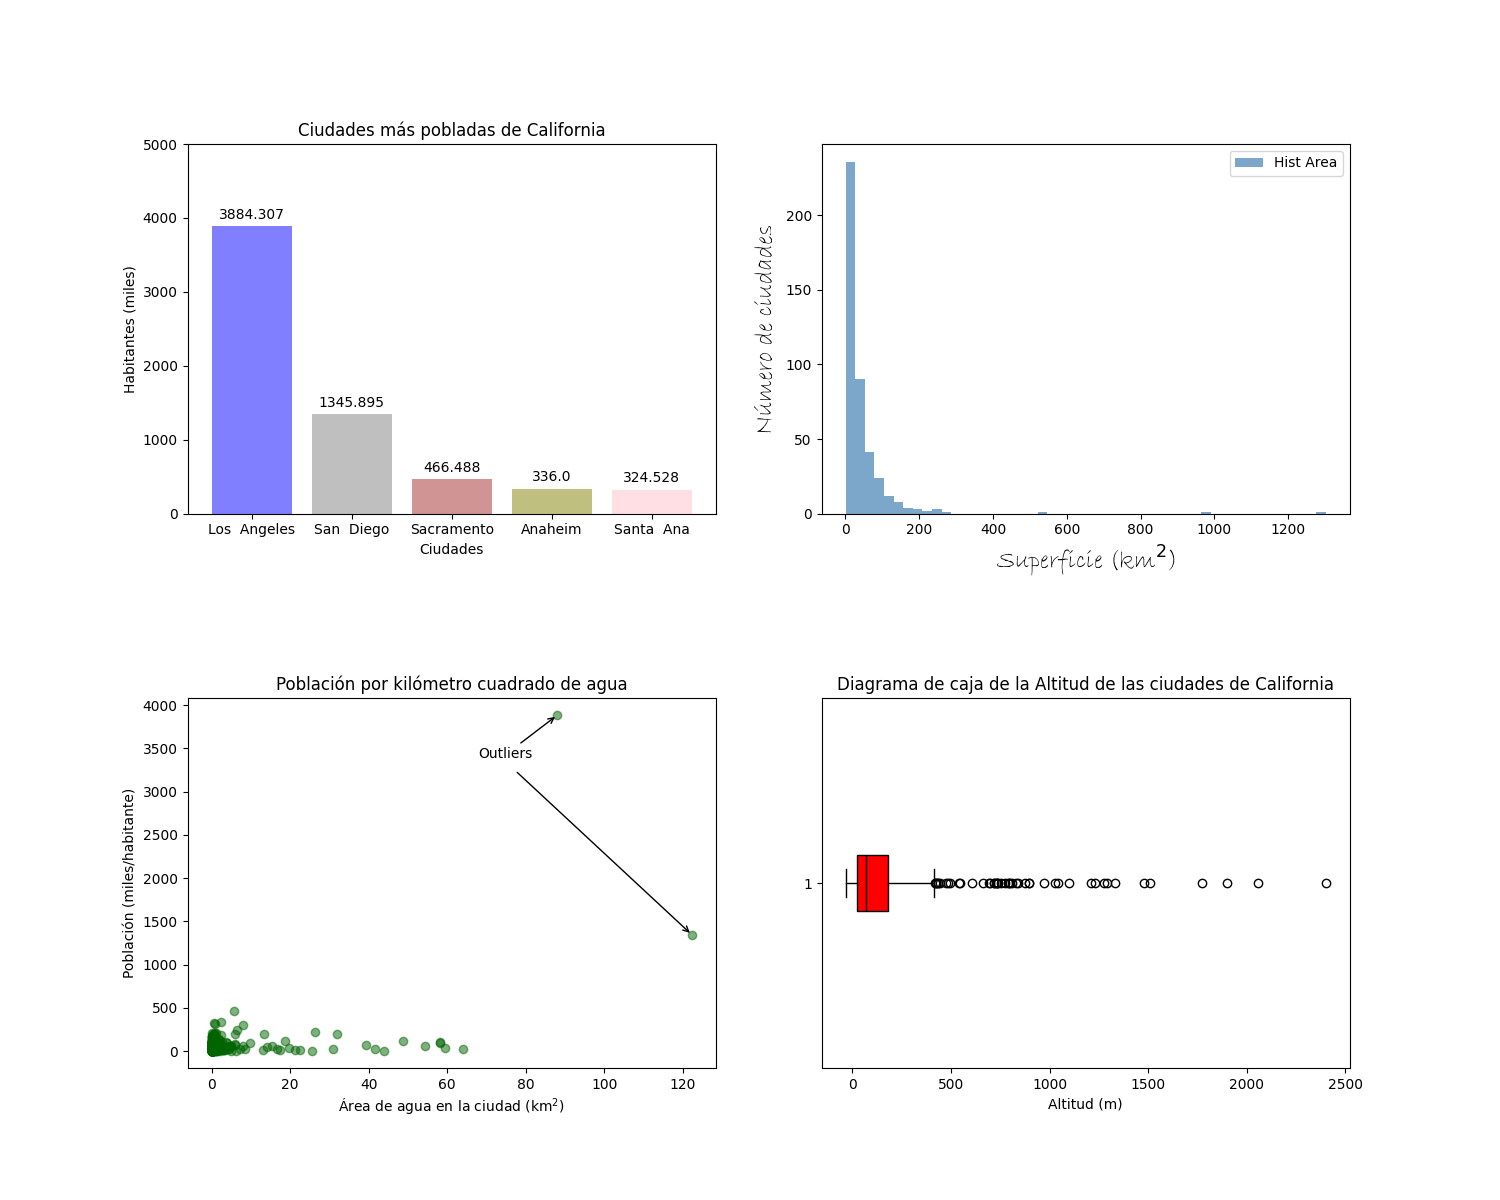 Ciudades más pobladas de California
5000
4000
3000
2000
1000
0
Habitantes (miles)
3884.307
1345.895
466.488
336.0
324.528
Los Angeles San Diego Sacramento Anaheim Santa Ana
Ciudades
Hist Area
200
150
100
50
0
Número de ciudades
0 200 400 600 800 1000 1200
Superficie (km²)
Población por kilómetro cuadrado de agua
4000
3500
3000
2500
2000
1500
1000
500
0
Población (miles/habitante)
Outliers
0 20 40 60 80 100 120
Área de agua en la ciudad (km²)
Diagrama de caja de la Altitud de las ciudades de California
1
0 500 1000 1500 2000 2500
Altitud (m)